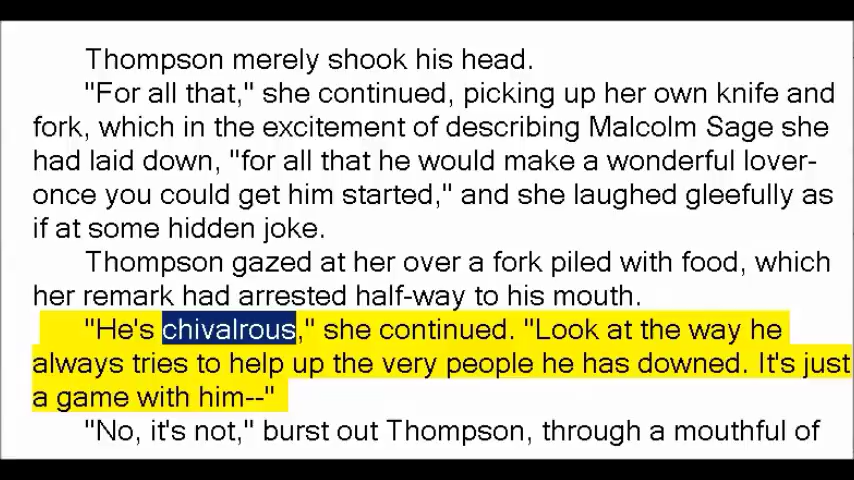 Thompson merely shook his head.
"For all that," she continued, picking up her own knife and
fork, which in the excitement of describing Malcolm Sage she
had laid down, "for all that he would make a wonderful lover-
once you could get him started," and she laughed gleefully as
if at some hidden joke.
Thompson gazed at her over a fork piled with food, which
her remark had arrested half-way to his mouth.
"He's chivalrous," she continued. "Look at the way he
always tries to help up the very people he has downed. It's just
a game with him--"
"No, it's not," burst out Thompson, through a mouthful of